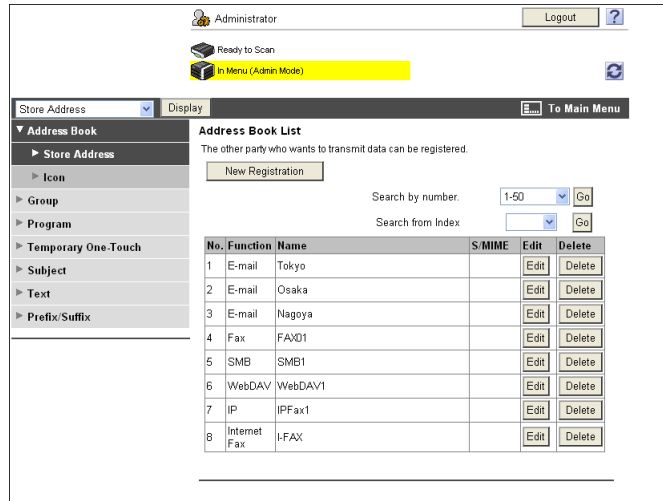 Administrator
Logout
?
Ready to Scan
In Menu (Admin Mode)
Store Address
Display
To Main Menu
Address Book
Store Address
Icon
Group
Program
Temporary One-Touch
Subject
Text
Prefix/Suffix
Address Book List
The other party who wants to transmit data can be registered.
New Registration
Search by number. 1-50 Go
Search from Index Go
No. Function Name S/MIME Edit Delete
1 E-mail Tokyo Edit Delete
2 E-mail Osaka Edit Delete
3 E-mail Nagoya Edit Delete
4 Fax FAX01 Edit Delete
5 SMB SMB1 Edit Delete
6 WebDAV WebDAV1 Edit Delete
7 IP IPFax1 Edit Delete
8 Internet Fax I-FAX Edit Delete